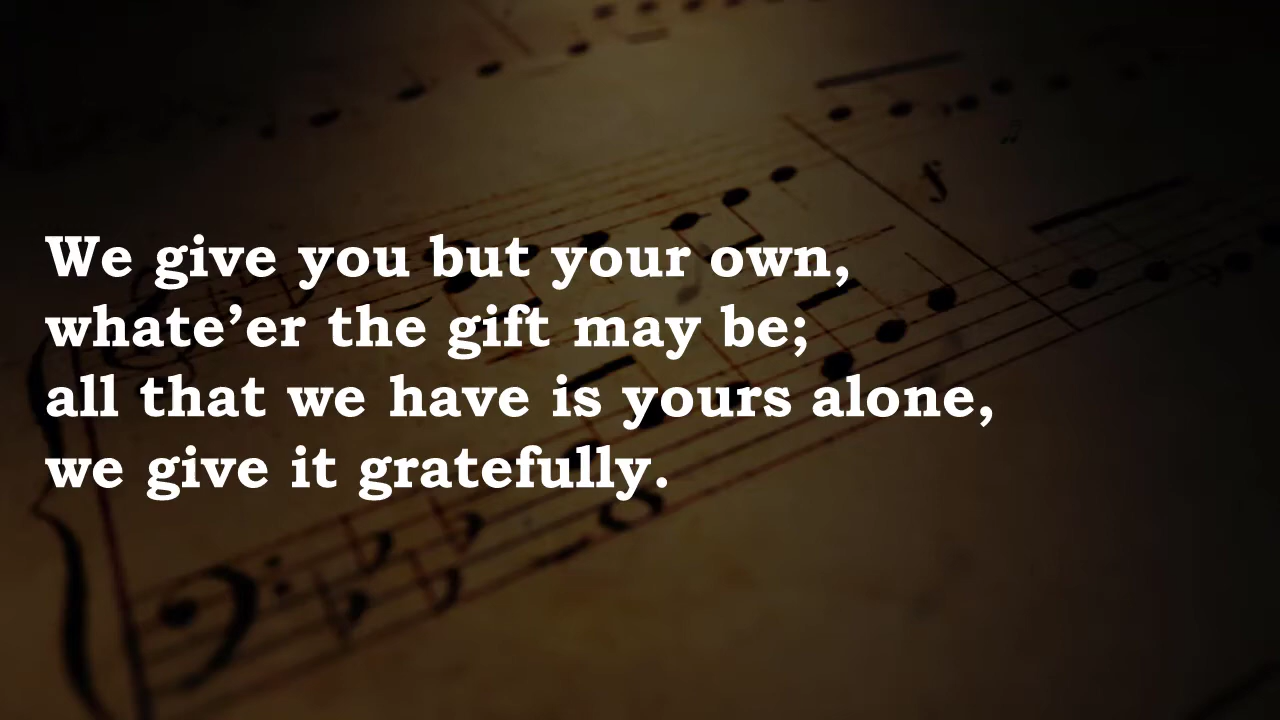 We give you but your own,
whate’er the gift may be;
all that we have is yours alone,
we give it gratefully.